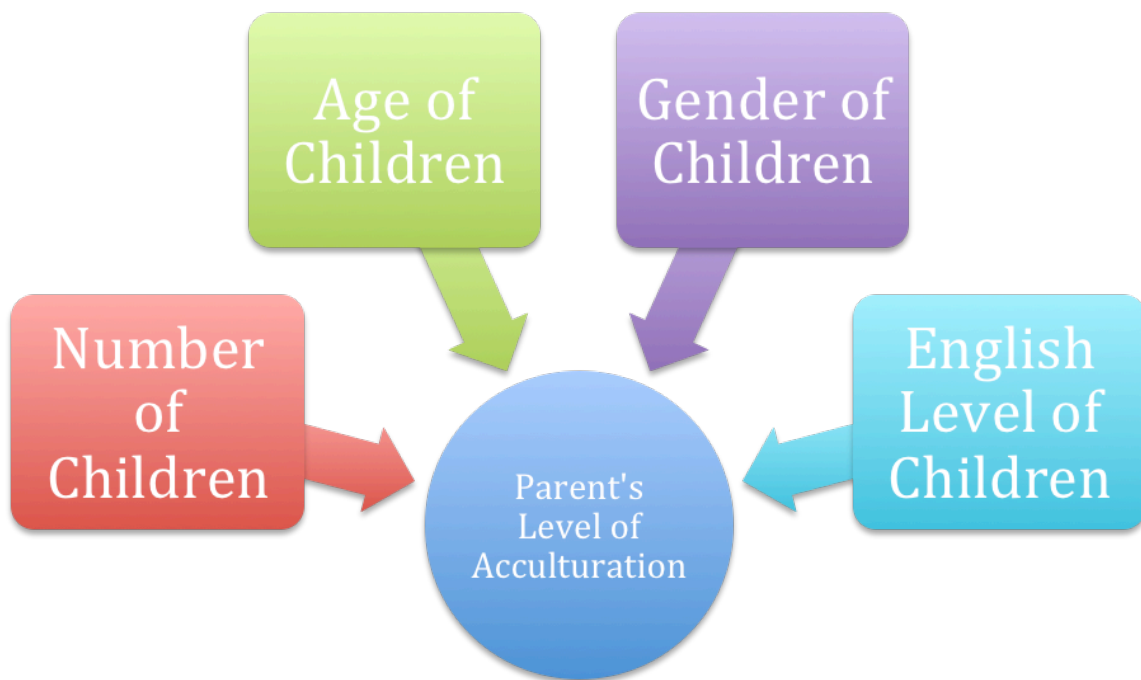 Age of
Children
Gender of
Children
Number
of
Children
English
Level of
Children
Parent's
Level of
Acculturation